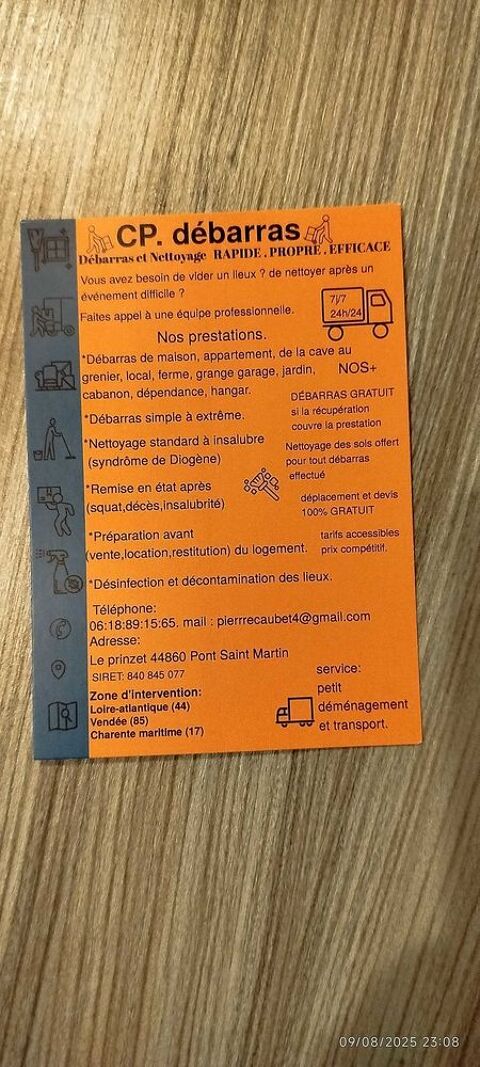 CP. débarras
Débarras et Nettoyage RAPIDE . PROPRE . EFFICACE
Vous avez besoin de vider un lieux ? de nettoyer après un
événement difficile ?
Faites appel à une équipe professionnelle.
7j/7
24h/24
Nos prestations.
*Débarras de maison, appartement, de la cave au
grenier, local, ferme, grange garage, jardin,
cabanon, dépendance, hangar.
NOS+
DÉBARRAS GRATUIT
si la récupération
couvre la prestation
*Débarras simple à extrême.
*Nettoyage standard à insalubre
(syndrôme de Diogène)
Nettoyage des sols offert
pour tout débarras
effectué
*Remise en état après
(squat,décès,insalubrité)
déplacement et devis
100% GRATUIT
*Préparation avant
(vente,location,restitution) du logement.
tarifs accessibles
prix compétitif.
*Désinfection et décontamination des lieux.
Téléphone:
06:18:89:15:65. mail : pierrrecaubet4@gmail.com
Adresse:
Le prinzet 44860 Pont Saint Martin
SIRET: 840 845 077
Zone d'intervention:
Loire-atlantique (44)
Vendée (85)
Charente maritime (17)
service:
petit
déménagement
et transport.
09/08/2025 23:08